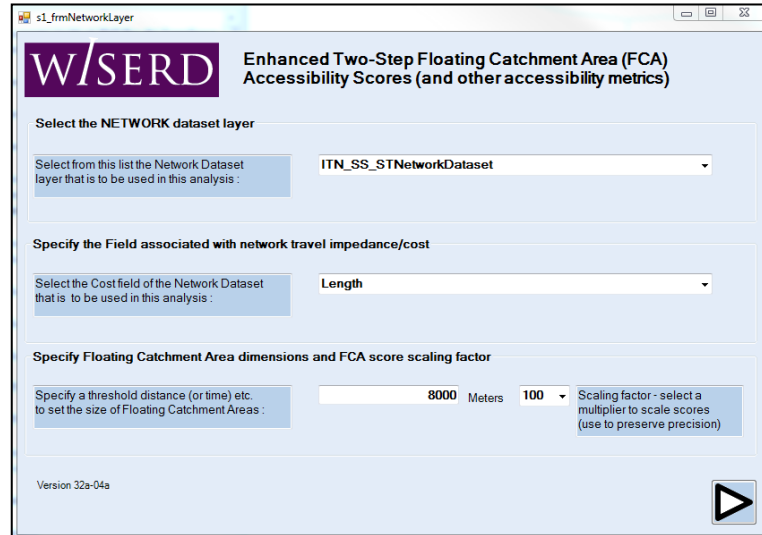 s1_frmNetworkLayer
W/SERD
Enhanced Two-Step Floating Catchment Area (FCA)
Accessibility Scores (and other accessibility metrics)
Select the NETWORK dataset layer
Select from this list the Network Dataset
layer that is to be used in this analysis :
ITN_SS_STNetworkDataset
Specify the Field associated with network travel impedance/cost
Select the Cost field of the Network Dataset
that is to be used in this analysis :
Length
Specify Floating Catchment Area dimensions and FCA score scaling factor
Specify a threshold distance (or time) etc.
to set the size of Floating Catchment Areas :
8000 Meters 100
Scaling factor - select a
multiplier to scale scores
(use to preserve precision)
Version 32a-04a